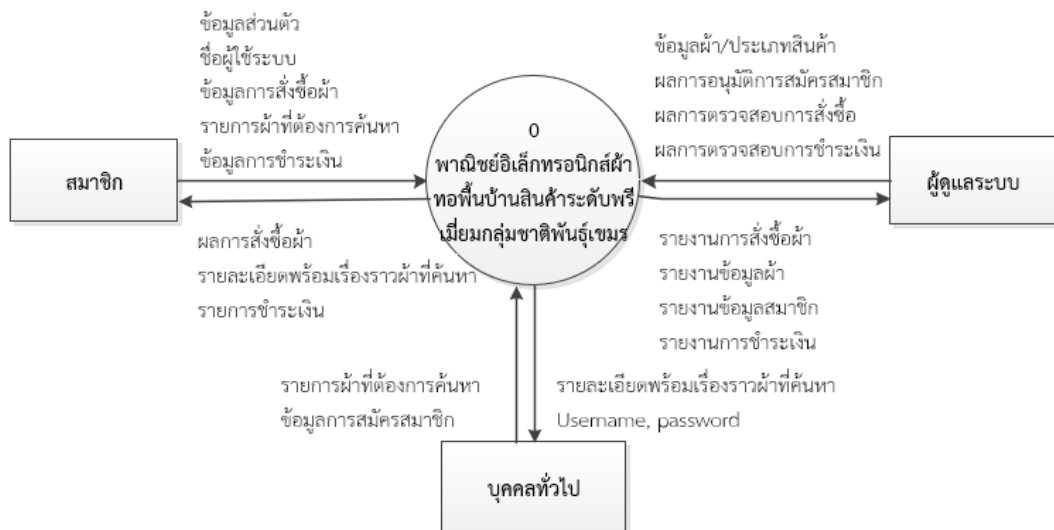 ข้อมูลส่วนตัว
ชื่อผู้ใช้ระบบ
ข้อมูลการสั่งซื้อผ้า
รายการผ้าที่ต้องการค้นหา
ข้อมูลการชำระเงิน
ข้อมูลผ้า/ประเภทสินค้า
ผลการอนุมัติการสมัครสมาชิก
ผลการตรวจสอบการสั่งซื้อ
ผลการตรวจสอบการชำระเงิน
สมาชิก
0
พาณิชย์อิเล็กทรอนิกส์ผ้า
ทอพื้นบ้านสินค้าระดับพรี
เมี่ยมกลุ่มชาติพันธุ์เขมร
ผู้ดูแลระบบ
ผลการสั่งซื้อผ้า
รายละเอียดพร้อมเรื่องราวผ้าที่ค้นหา
รายการชำระเงิน
รายงานการสั่งซื้อผ้า
รายงานข้อมูลผ้า
รายงานข้อมูลสมาชิก
รายงานการชำระเงิน
รายการผ้าที่ต้องการค้นหา
ข้อมูลการสมัครสมาชิก
รายละเอียดพร้อมเรื่องราวผ้าที่ค้นหา
Username, password
บุคคลทั่วไป